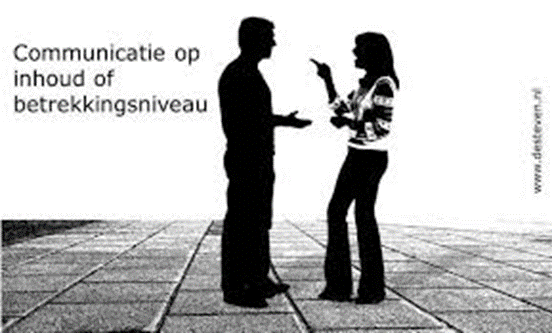 Communicatie op
inhoud of
betrekkingsniveau
www.desteven.nl